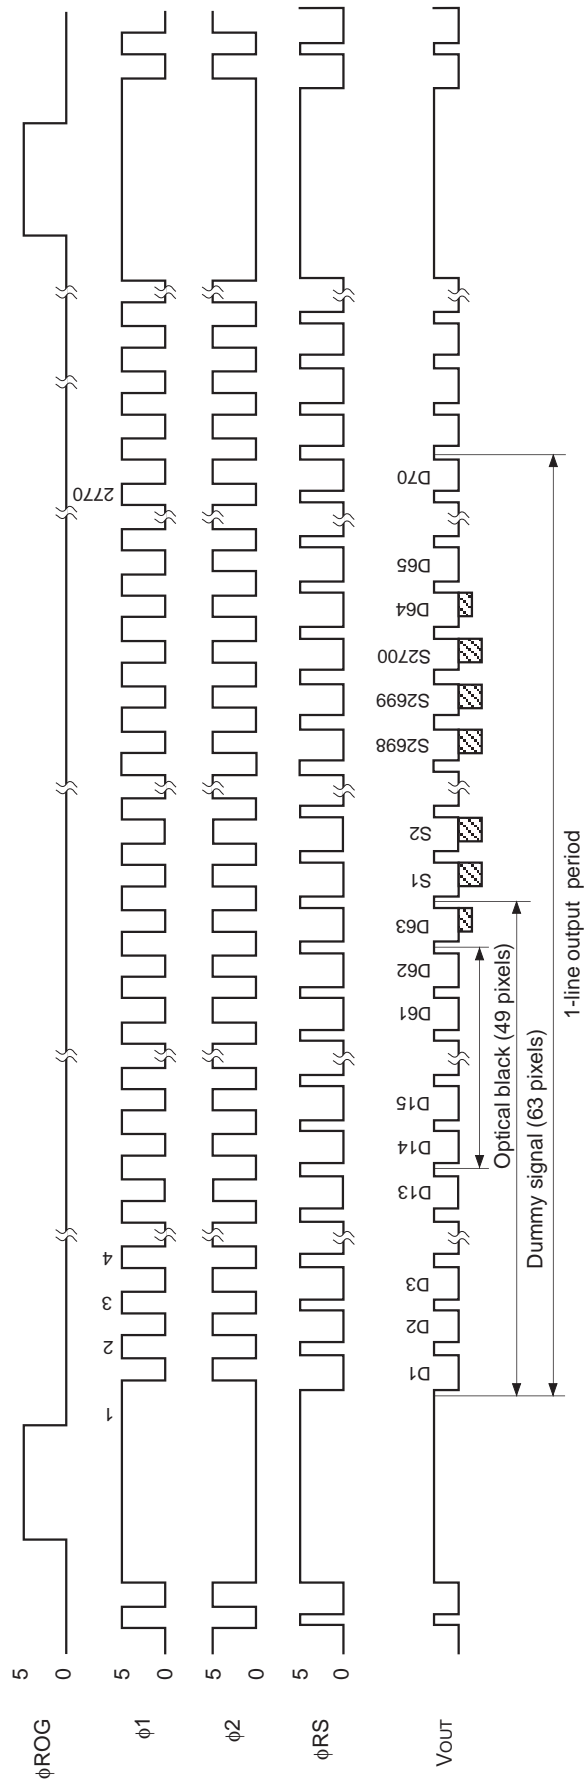 φROG
5
0
φ1
5
0
1
2
3
4
2770
φ2
5
0
φRS
5
0
VOUT
D1
D2
D3
D13
D14
D15
D61
D62
D63
S1
S2
S2698
S2699
S2700
D64
D65
D70
Optical black (49 pixels)
Dummy signal (63 pixels)
1-line output period